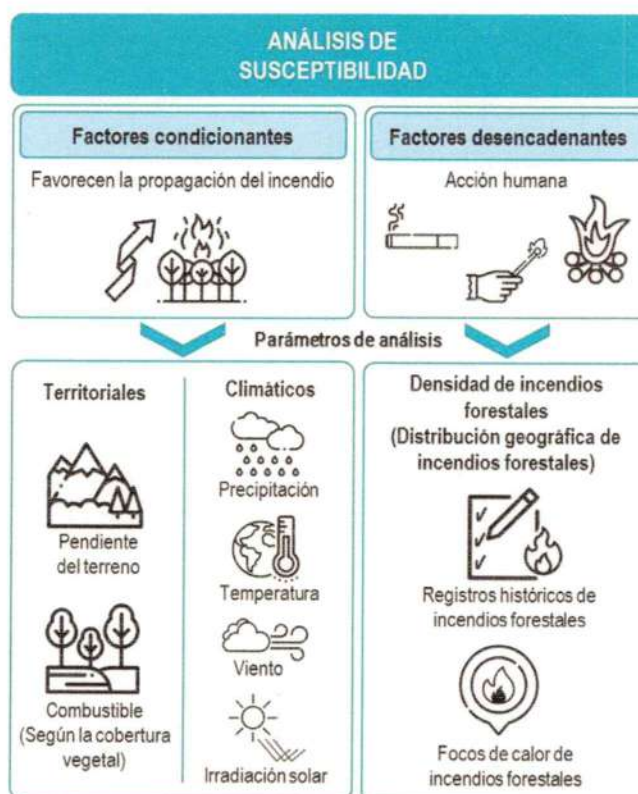 ANÁLISIS DE
SUSCEPTIBILIDAD
Factores condicionantes
Favorecen la propagación del incendio
Factores desencadenantes
Acción humana
Parámetros de análisis
Territoriales
Pendiente
del terreno
Combustible
(Según la cobertura
vegetal)
Climàticos
Precipitación
Temperatura
Viento
Irradiación solar
Densidad de incendios
forestales
(Distribución geográfica de
incendios forestales)
Registros históricos de
incendios forestales
Focos de calor de
incendios forestales